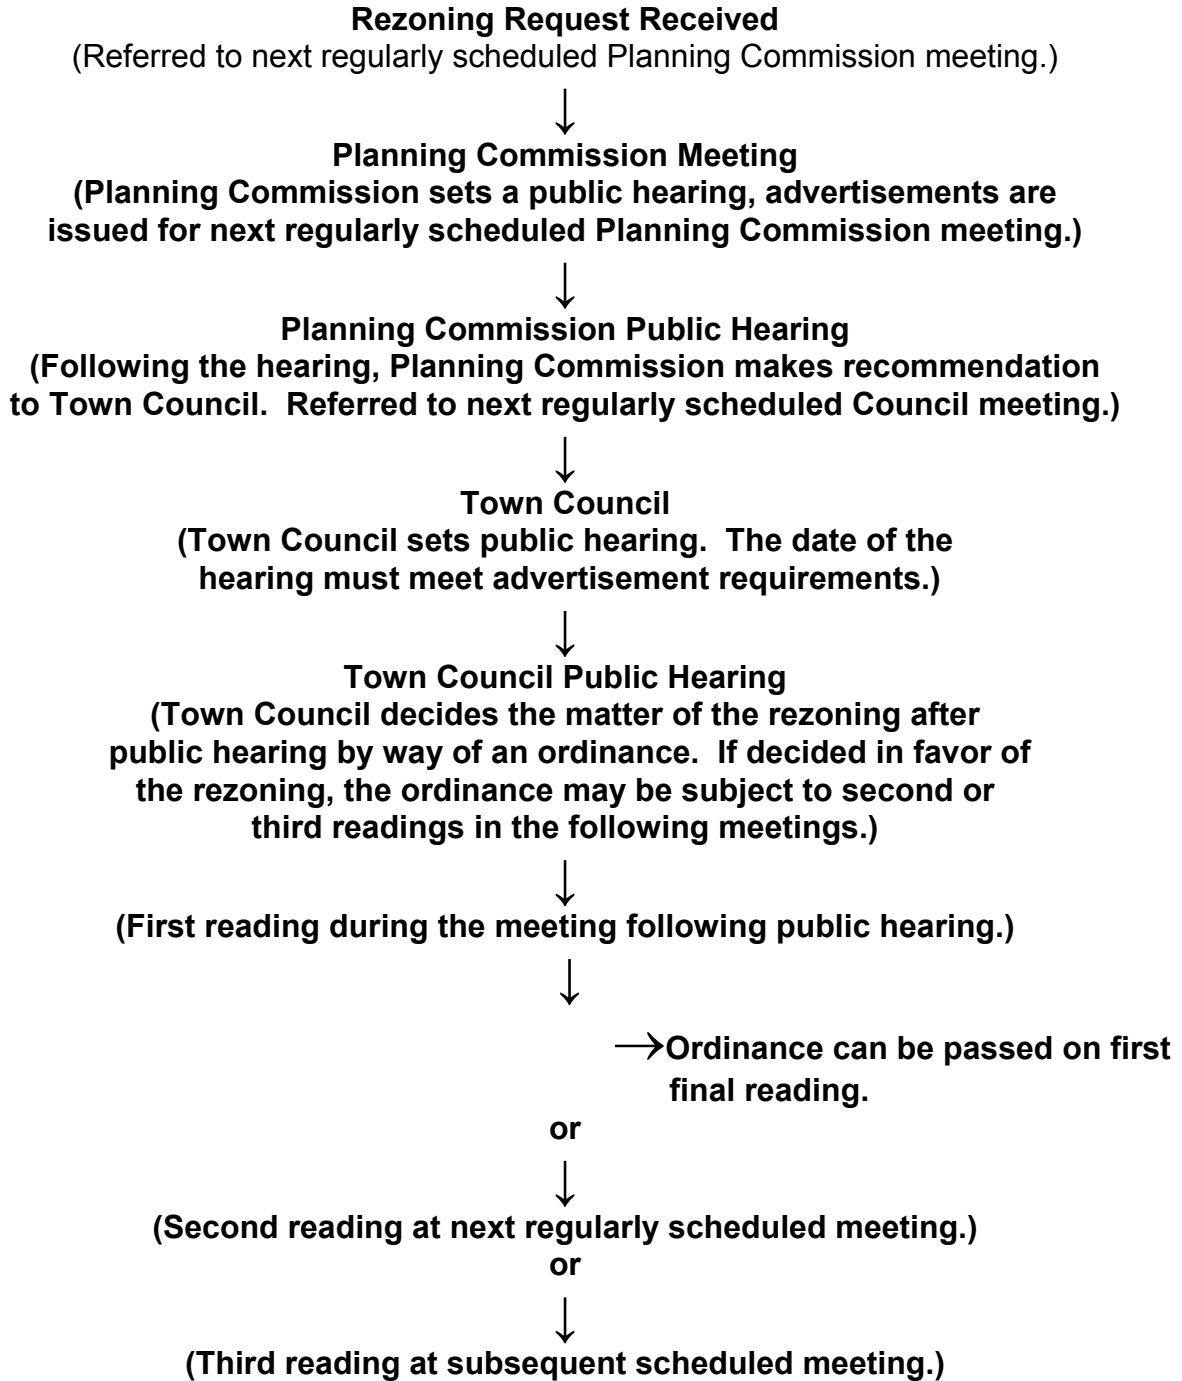 Rezoning Request Received
(Referred to next regularly scheduled Planning Commission meeting.)
↓
Planning Commission Meeting
(Planning Commission sets a public hearing, advertisements are
issued for next regularly scheduled Planning Commission meeting.)
↓
Planning Commission Public Hearing
(Following the hearing, Planning Commission makes recommendation
to Town Council.  Referred to next regularly scheduled Council meeting.)
↓
Town Council
(Town Council sets public hearing.  The date of the
hearing must meet advertisement requirements.)
↓
Town Council Public Hearing
(Town Council decides the matter of the rezoning after
public hearing by way of an ordinance.  If decided in favor of
the rezoning, the ordinance may be subject to second or
third readings in the following meetings.)
↓
(First reading during the meeting following public hearing.)
↓
→Ordinance can be passed on first
final reading.
or
↓
(Second reading at next regularly scheduled meeting.)
or
↓
(Third reading at subsequent scheduled meeting.)